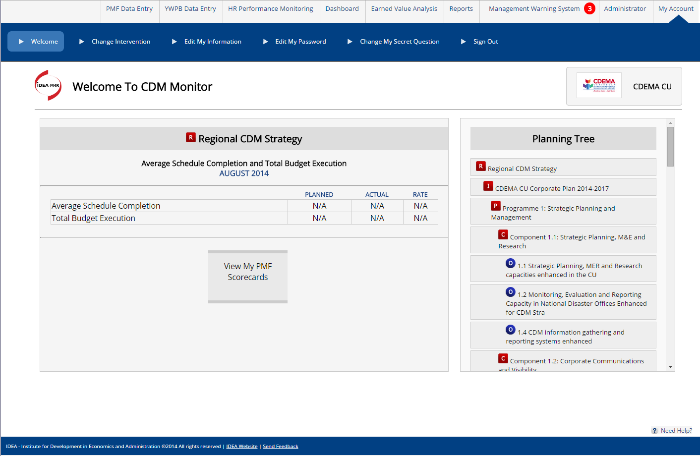 PMF Data Entry YWPB Data Entry HR Performance Monitoring Dashboard Earned Value Analysis Reports Management Warning System 3 Administrator My Account
Welcome Change Intervention Edit My Information Edit My Password Change My Secret Question Sign Out
IDEA PMR Welcome To CDM Monitor
CDEMA CDEMA CU
R Regional CDM Strategy
Average Schedule Completion and Total Budget Execution
AUGUST 2014
PLANNED ACTUAL RATE
Average Schedule Completion N/A N/A N/A
Total Budget Execution N/A N/A N/A
View My PMF
Scorecards
Planning Tree
R Regional CDM Strategy
I CDEMA CU Corporate Plan 2014-2017
P Programme 1: Strategic Planning and
Management
C Component 1.1: Strategic Planning, M&E and
Research
O 1.1 Strategic Planning, MER and Research
capacities enhanced in the CU
O 1.2 Monitoring, Evaluation and Reporting
Capacity in National Disaster Offices Enhanced
for CDM Stra
O 1.4 CDM information gathering and
reporting systems enhanced
C Component 1.2: Corporate Communications
and Visibility
? Need Help?
IDEA - Institute for Development in Economics and Administration ©2014 All rights reserved | IDEA Website | Send Feedback